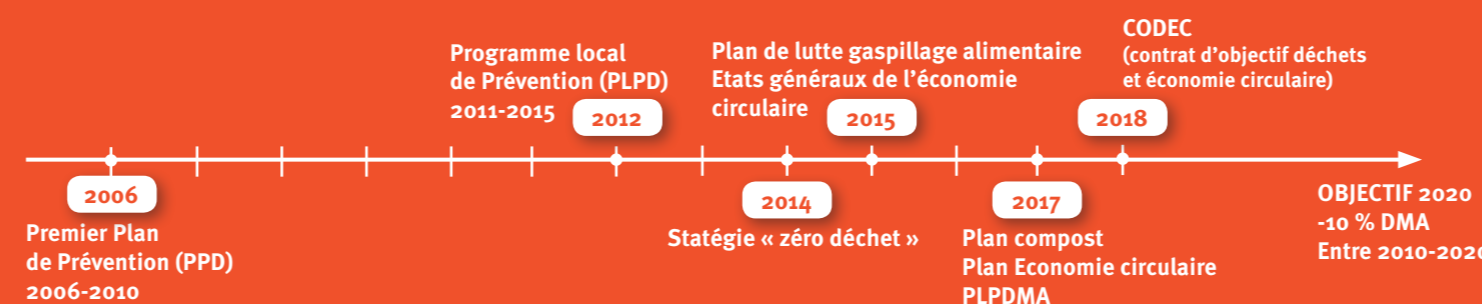 2006
Premier Plan
de Prévention (PPD)
2006-2010
Programme local
de Prévention (PLPD)
2011-2015
2012
2014
Statégie « zéro déchet »
Plan de lutte gaspillage alimentaire
Etats généraux de l’économie
circulaire
2015
2017
Plan compost
Plan Economie circulaire
PLPDMA
CODEC
(contrat d’objectif déchets
et économie circulaire)
2018
OBJECTIF 2020
-10 % DMA
Entre 2010-2020